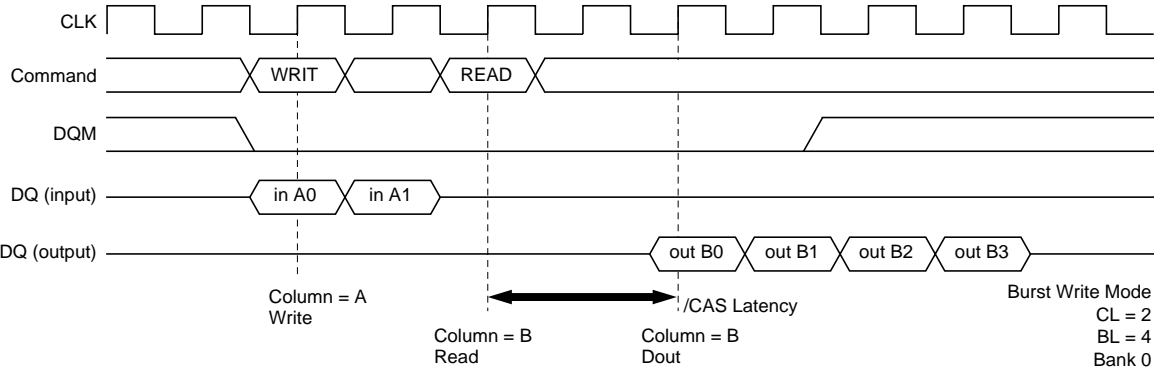 CLK
Command
WRIT
READ
DQM
DQ (input)
in A0
in A1
DQ (output)
out B0
out B1
out B2
out B3
Column = A
Write
/CAS Latency
Column = B
Read
Column = B
Dout
Burst Write Mode
CL = 2
BL = 4
Bank 0